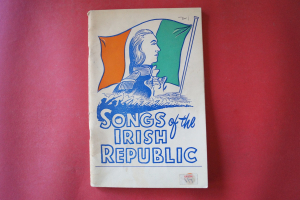 SONGS of the
IRISH
REPUBLIC